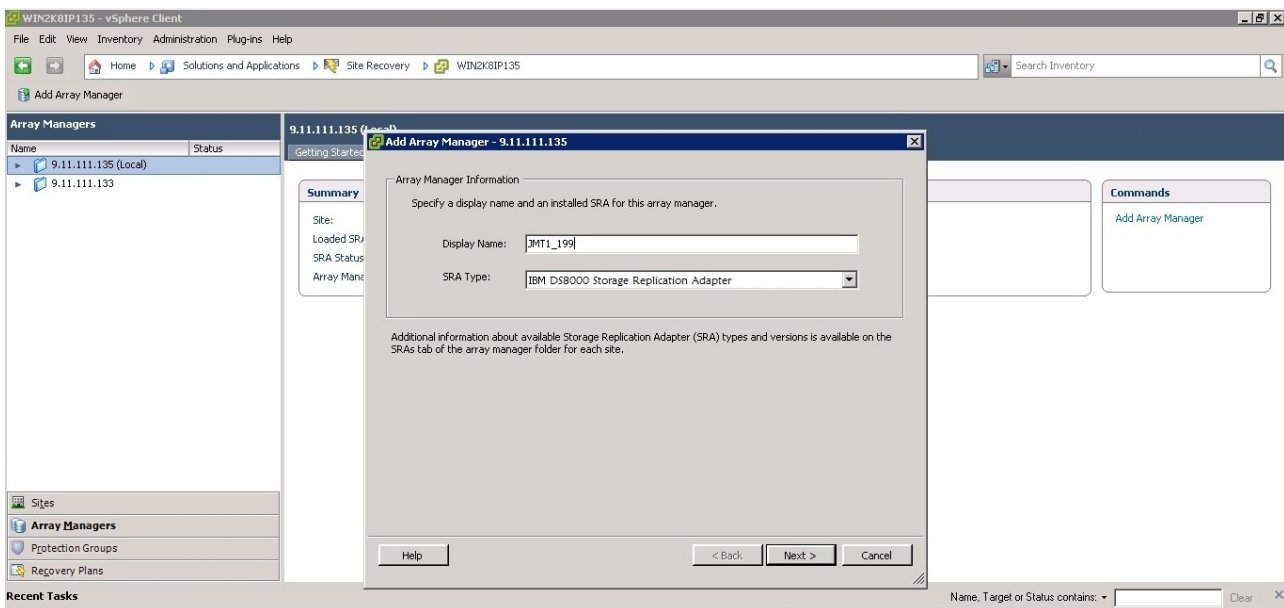 WIN2K8IP135 - vSphere Client
File Edit View Inventory Administration Plug-ins Help
Home Solutions and Applications Site Recovery WIN2K8IP135
Search Inventory
Add Array Manager
Array Managers
Name Status
9.11.111.135 (Local)
9.11.111.133
Sites
Array Managers
Protection Groups
Recovery Plans
9.11.111.135 (Local)
Getting Started
Summary
Site:
Loaded SRA
SRA Status
Array Mana
Commands
Add Array Manager
Add Array Manager - 9.11.111.135
Array Manager Information
Specify a display name and an installed SRA for this array manager.
Display Name: JMT1_199
SRA Type: IBM DS8000 Storage Replication Adapter
Additional information about available Storage Replication Adapter (SRA) types and versions is available on the
SRAs tab of the array manager folder for each site.
Help < Back Next > Cancel
Recent Tasks
Name, Target or Status contains:
Clear